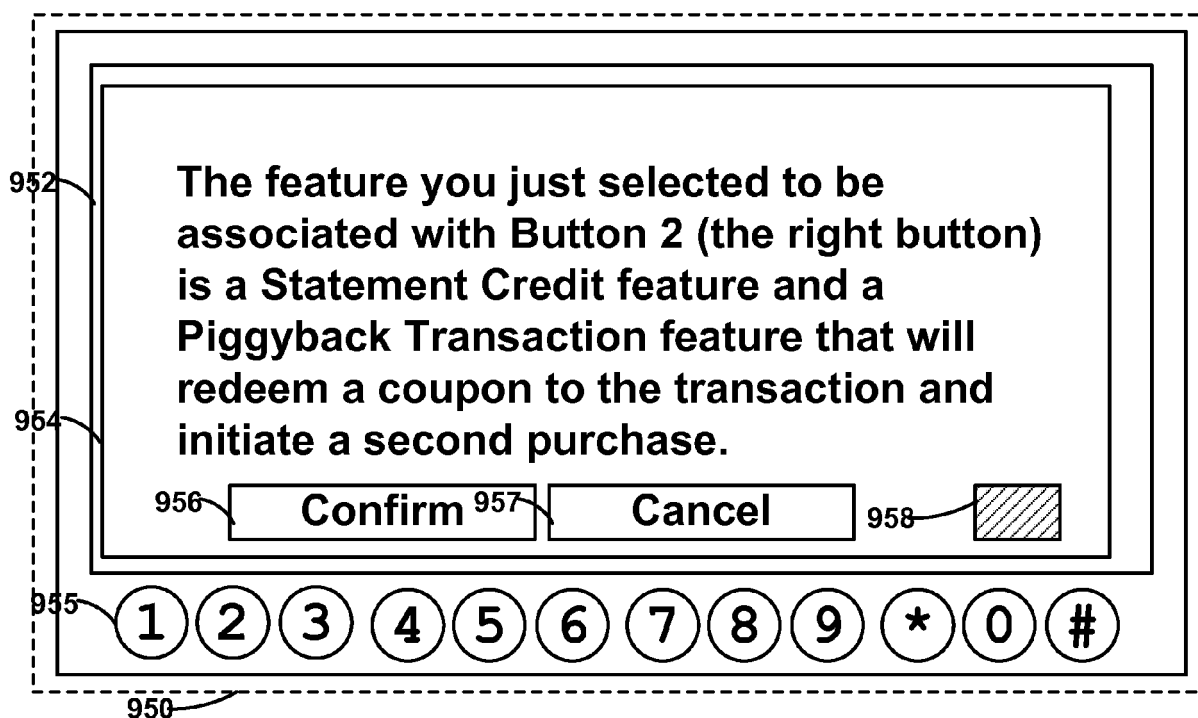 952
The feature you just selected to be
associated with Button 2 (the right button)
is a Statement Credit feature and a
Piggyback Transaction feature that will
964
redeem a coupon to the transaction and
initiate a second purchase.
956 Confirm 957 Cancel 958
955 1 2 3 4 5 6 7 8 9 * 0 #
950